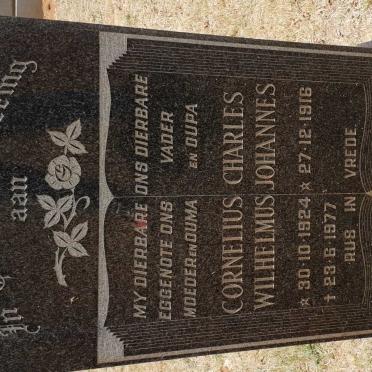 In
aan
MY DIERBARE
EGGENOTE ONS
MOEDER EN OUMA
CORNELIUS
WILHELMUS
☆ 30-10-1924
† 23-6-1977
ONS DIERBARE
VADER
EN OUPA
CHARLES
JOHANNES
☆ 27-12-1916
RUS IN VREDE